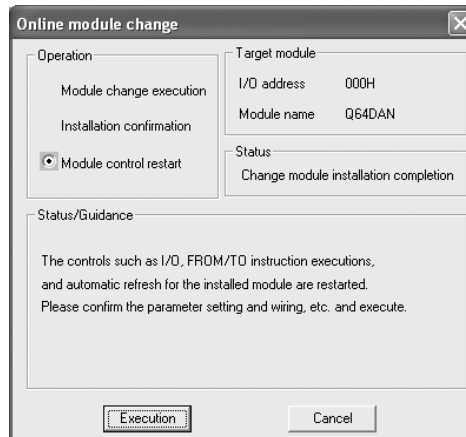 Online module change
Operation
Module change execution
Installation confirmation
Module control restart
Target module
I/O address 000H
Module name Q64DAN
Status
Change module installation completion
Status/Guidance
The controls such as I/O, FROM/TO instruction executions,
and automatic refresh for the installed module are restarted.
Please confirm the parameter setting and wiring, etc. and execute.
Execution
Cancel